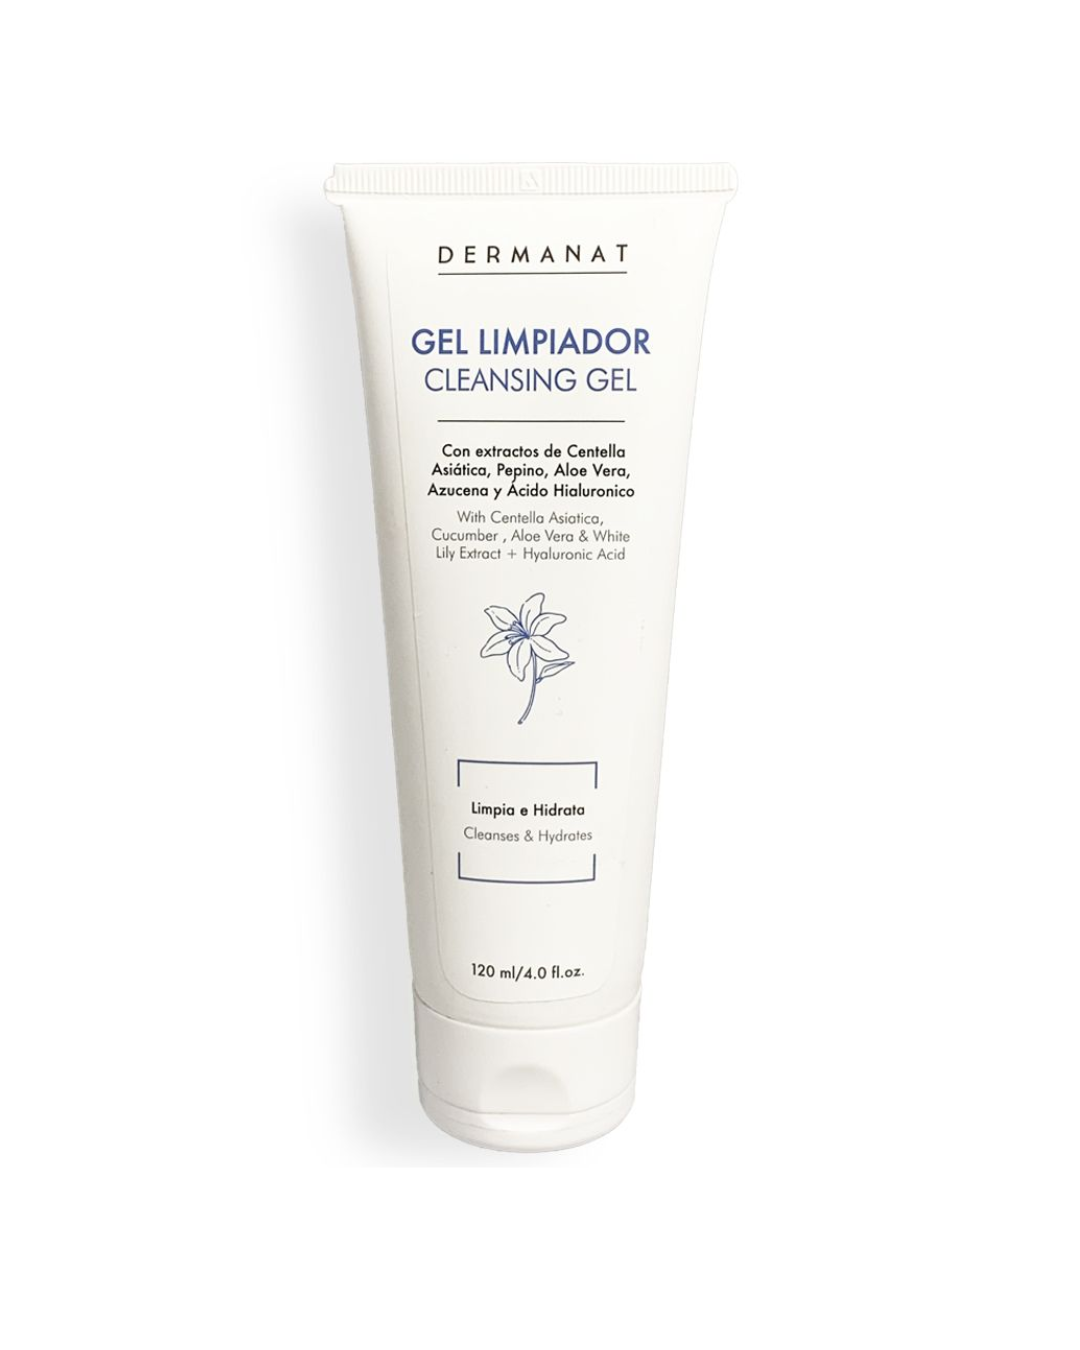 DERMANAT
GEL LIMPIADOR
CLEANSING GEL
Con extractos de Centella
Asiática, Pepino, Aloe Vera,
Azucena y Ácido Hialuronico
With Centella Asiatica,
Cucumber , Aloe Vera & White
Lily Extract + Hyaluronic Acid
Limpia e Hidrata
Cleanses & Hydrates
120 ml/4.0 fl.oz.